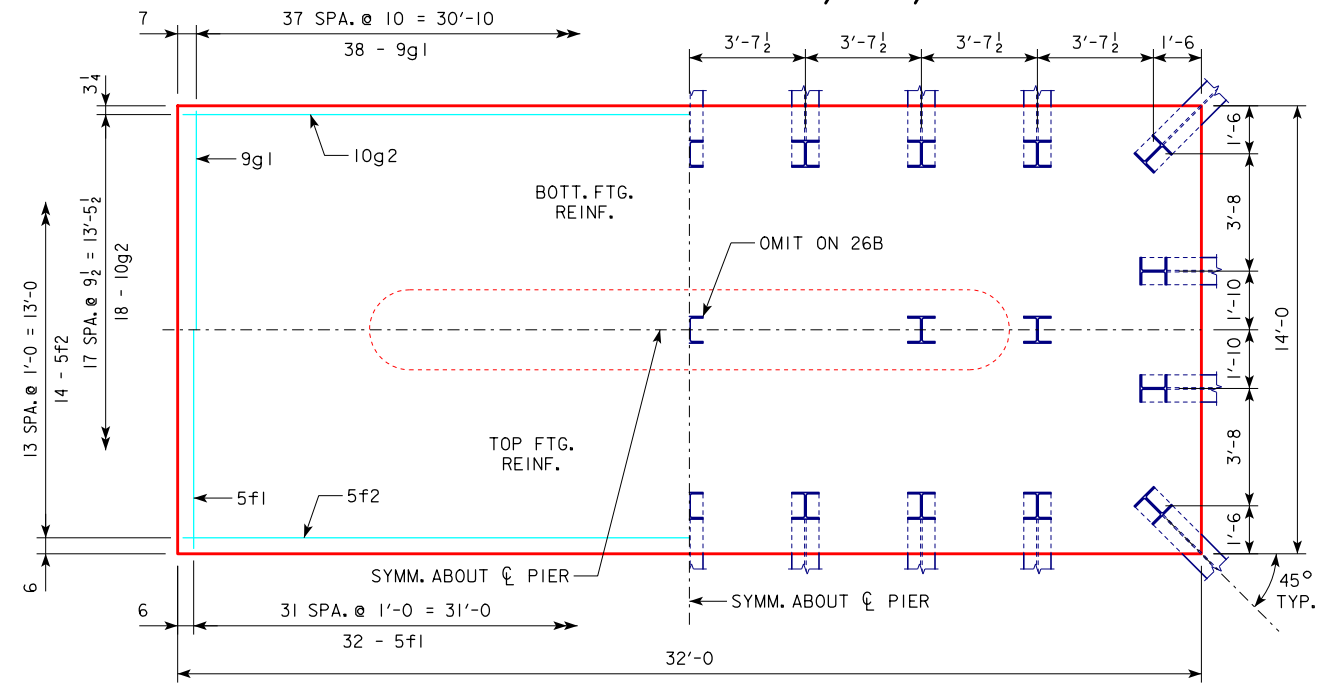 7
37 SPA. @ 10 = 30'-10
38 - 9g1
3'-7½
3'-7½
3'-7½
3'-7½
1'-6
3¼
17 SPA. @ 9½ = 13'-5½
18 - 10g2
9g1
10g2
BOTT. FTG.
REINF.
OMIT ON 26B
1'-6
3'-8
1'-10
1'-10
3'-8
1'-6
14'-0
13 SPA. @ 1'-0 = 13'-0
14 - 5f2
6
TOP FTG.
REINF.
5f1
5f2
SYMM. ABOUT ℄ PIER
SYMM. ABOUT ℄ PIER
45°
TYP.
6
31 SPA. @ 1'-0 = 31'-0
32 - 5f1
32'-0